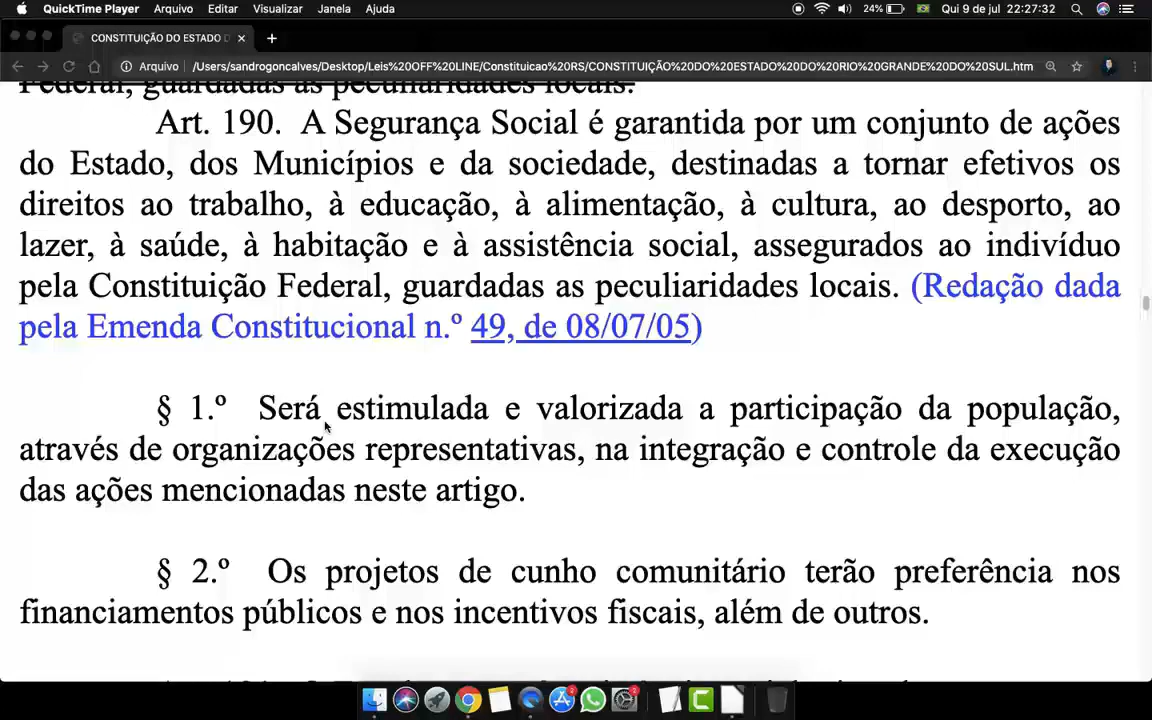 QuickTime Player Arquivo Editar Visualizar Janela Ajuda 24% Qui 9 de jul 22:27:32
CONSTITUIÇÃO DO ESTADO D
Arquivo /Users/sandrogoncalves/Desktop/Leis%20OFF%20LINE/Constituicao%20RS/CONSTITUIÇÃO%20DO%20ESTADO%20DO%20RIO%20GRANDE%20DO%20SUL.htm
Federal, guardadas as peculiaridades locais.
Art. 190. A Segurança Social é garantida por um conjunto de ações
do Estado, dos Municípios e da sociedade, destinadas a tornar efetivos os
direitos ao trabalho, à educação, à alimentação, à cultura, ao desporto, ao
lazer, à saúde, à habitação e à assistência social, assegurados ao indivíduo
pela Constituição Federal, guardadas as peculiaridades locais. (Redação dada
pela Emenda Constitucional n.º 49, de 08/07/05)
§ 1.º Será estimulada e valorizada a participação da população,
através de organizações representativas, na integração e controle da execução
das ações mencionadas neste artigo.
§ 2.º Os projetos de cunho comunitário terão preferência nos
financiamentos públicos e nos incentivos fiscais, além de outros.